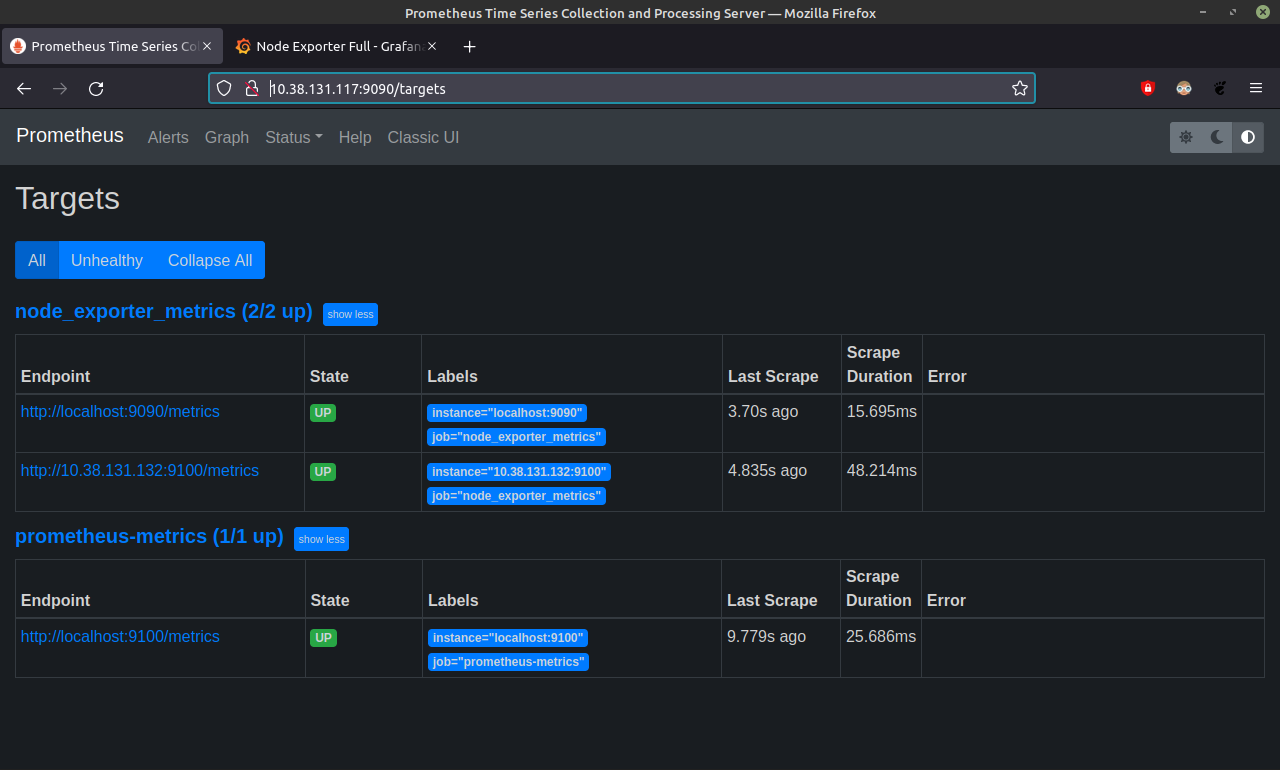 Prometheus Time Series Collection and Processing Server — Mozilla Firefox
Prometheus Time Series Col
Node Exporter Full - Grafana
10.38.131.117:9090/targets
Prometheus Alerts Graph Status Help Classic UI
Targets
All Unhealthy Collapse All
node_exporter_metrics (2/2 up) show less
Endpoint State Labels Last Scrape Scrape Duration Error
http://localhost:9090/metrics UP instance="localhost:9090" 3.70s ago 15.695ms
job="node_exporter_metrics"
http://10.38.131.132:9100/metrics UP instance="10.38.131.132:9100" 4.835s ago 48.214ms
job="node_exporter_metrics"
prometheus-metrics (1/1 up) show less
Endpoint State Labels Last Scrape Scrape Duration Error
http://localhost:9100/metrics UP instance="localhost:9100" 9.779s ago 25.686ms
job="prometheus-metrics"